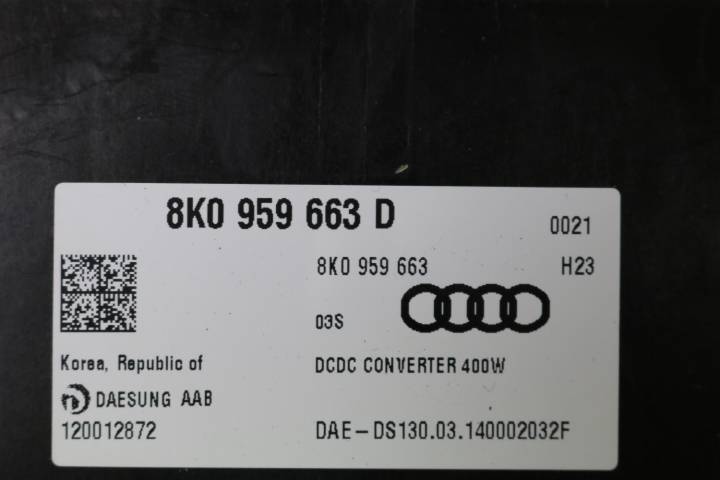 8K0 959 663 D
0021
8K0 959 663
H23
03S
Korea, Republic of
DCDC CONVERTER 400W
DAESUNG AAB
120012872
DAE-DS130.03.140002032F